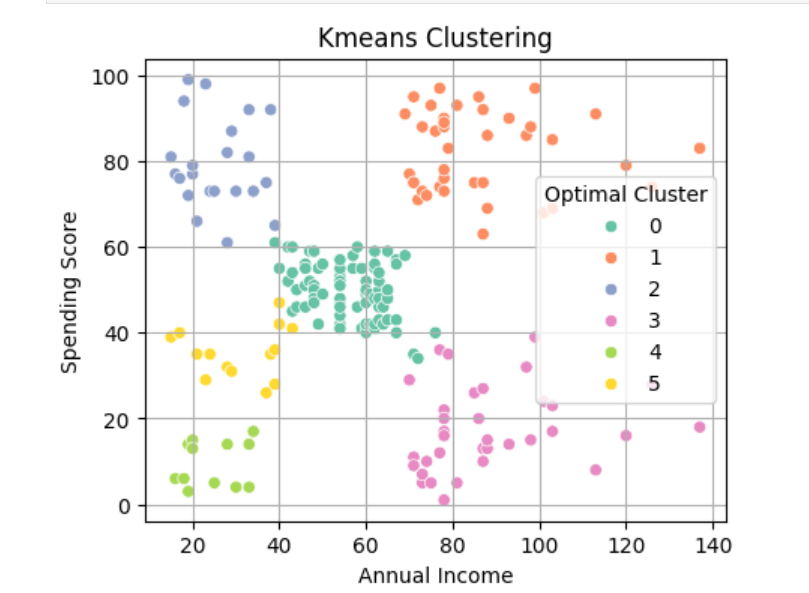 Kmeans Clustering
100
80
60
40
20
0
Spending Score
Optimal Cluster
0
1
2
3
4
5
20 40 60 80 100 120 140
Annual Income